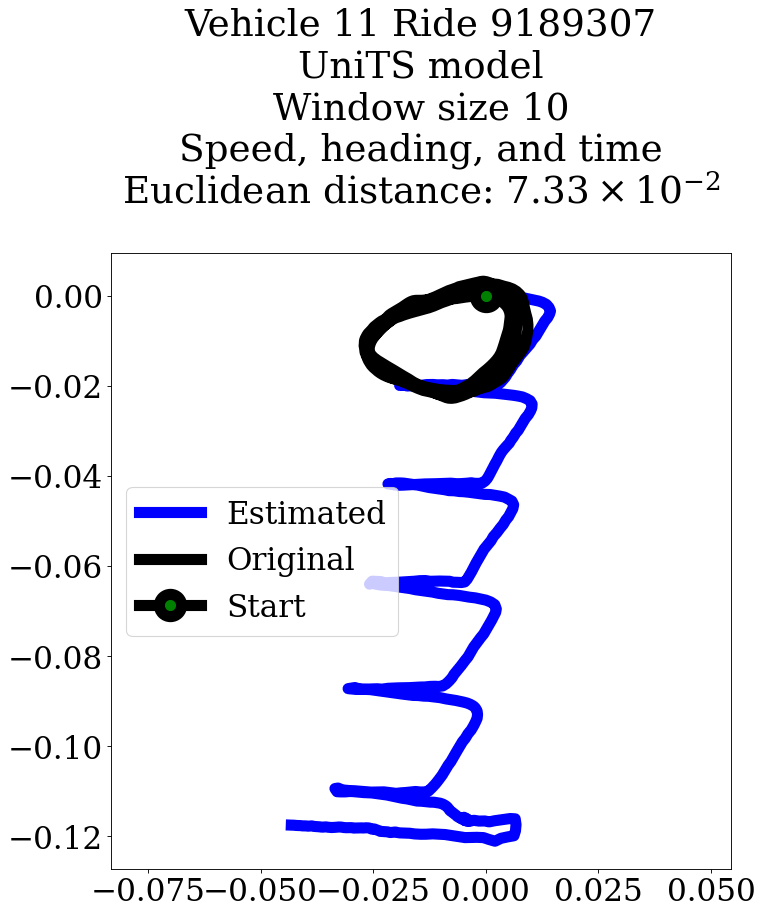 Vehicle 11 Ride 9189307
UniTS model
Window size 10
Speed, heading, and time
Euclidean distance: 7.33 × 10⁻²
0.00
−0.02
−0.04
−0.06
−0.08
−0.10
−0.12
Estimated
Original
Start
−0.075 −0.050 −0.025 0.000 0.025 0.050